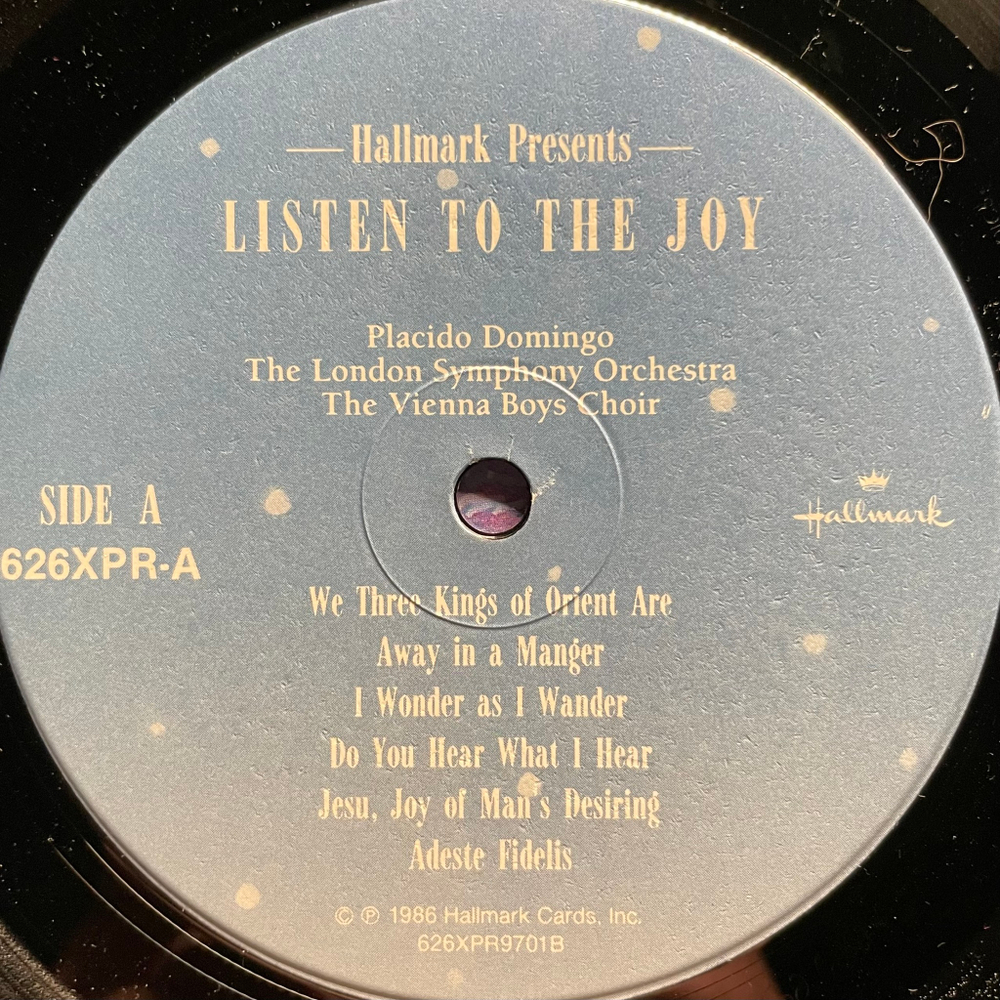 Hallmark Presents
LISTEN TO THE JOY
Placido Domingo
The London Symphony Orchestra
The Vienna Boys Choir
SIDE A
626XPR-A
Hallmark
We Three Kings of Orient Are
Away in a Manger
I Wonder as I Wander
Do You Hear What I Hear
Jesu, Joy of Man's Desiring
Adeste Fidelis
© ℗ 1986 Hallmark Cards, Inc.
626XPR9701B